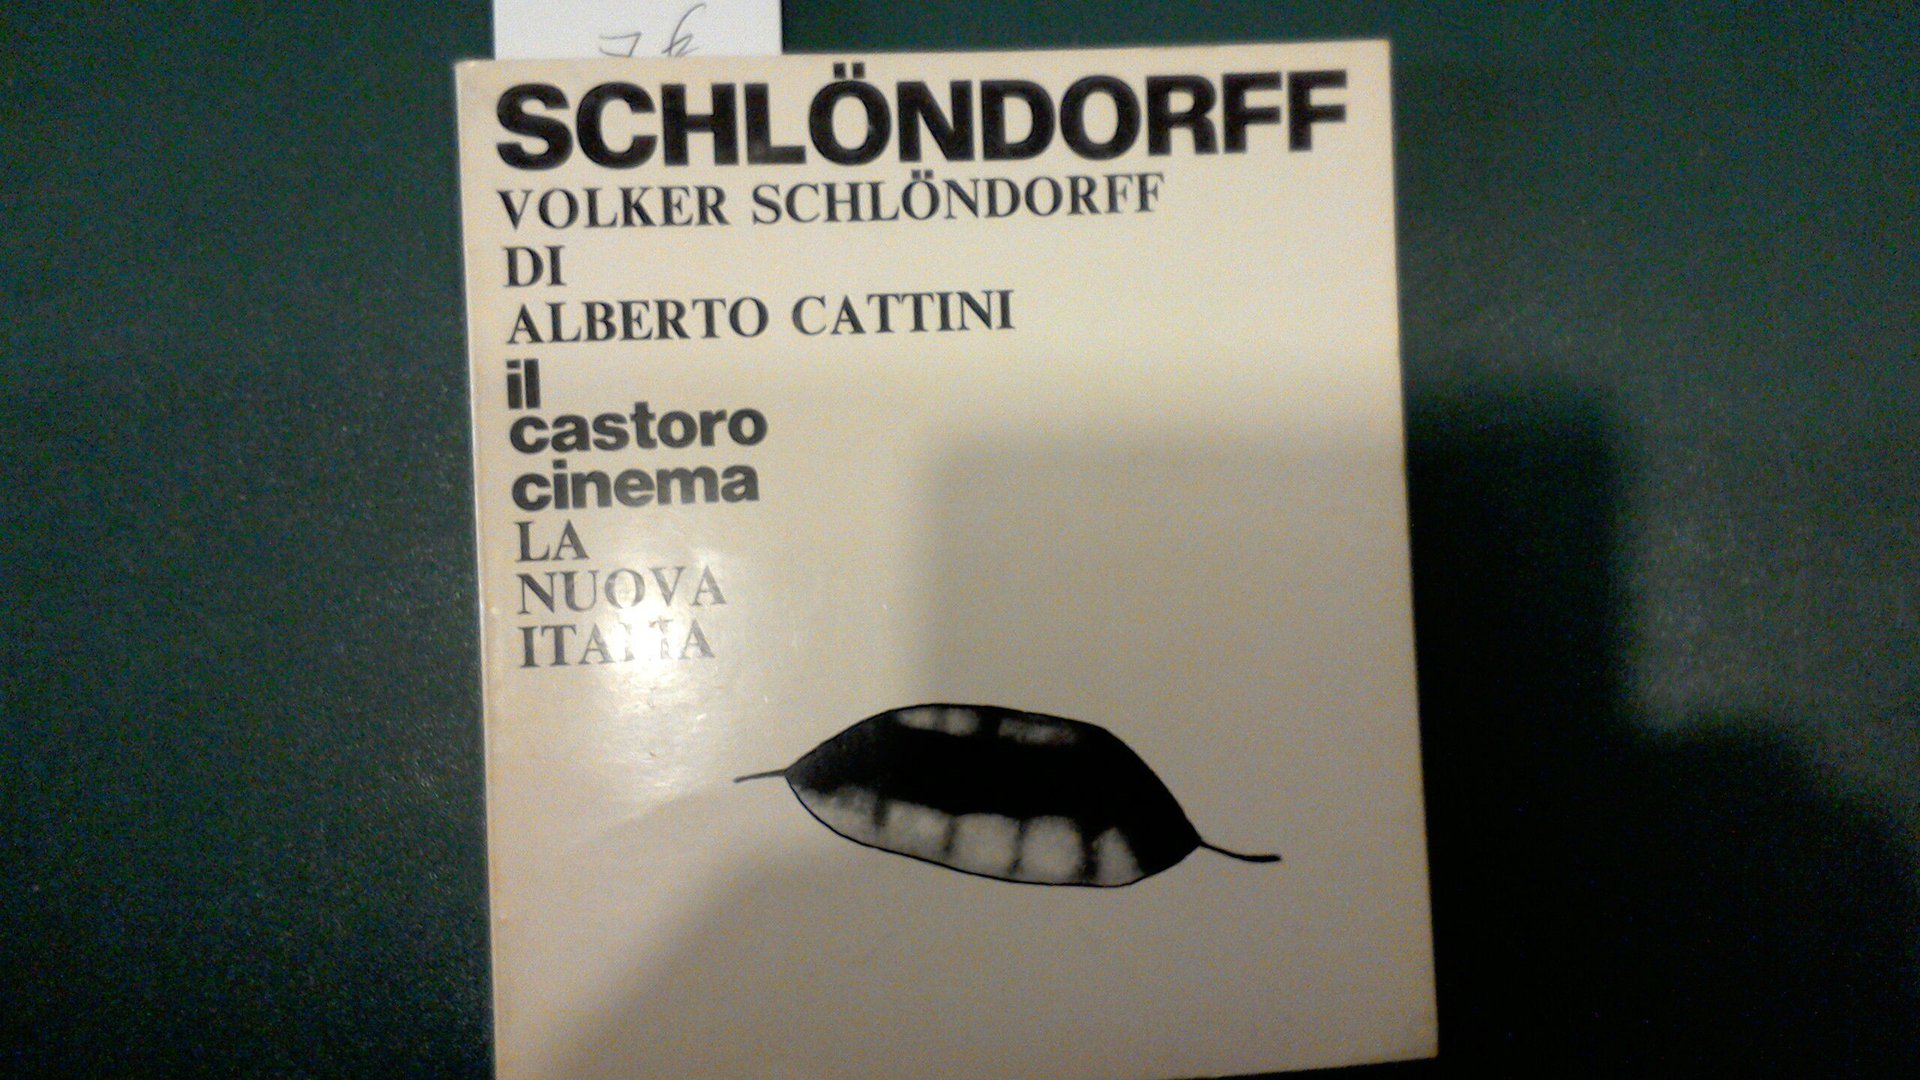 SCHLÖNDORFF
VOLKER SCHLÖNDORFF
DI
ALBERTO CATTINI
il
castoro
cinema
LA
NUOVA
ITALIA